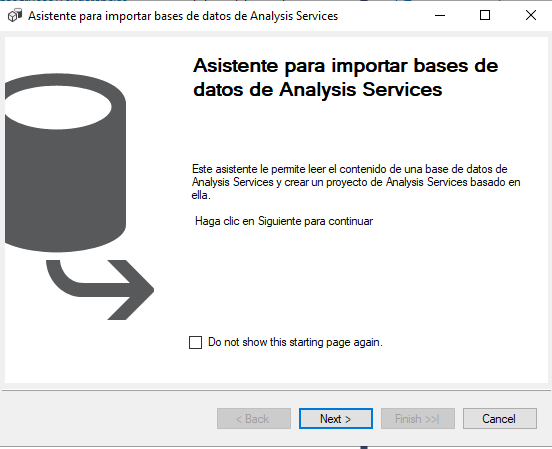 Asistente para importar bases de datos de Analysis Services
Asistente para importar bases de
datos de Analysis Services
Este asistente le permite leer el contenido de una base de datos de
Analysis Services y crear un proyecto de Analysis Services basado en
ella.
Haga clic en Siguiente para continuar
Do not show this starting page again.
< Back
Next >
Finish >>|
Cancel